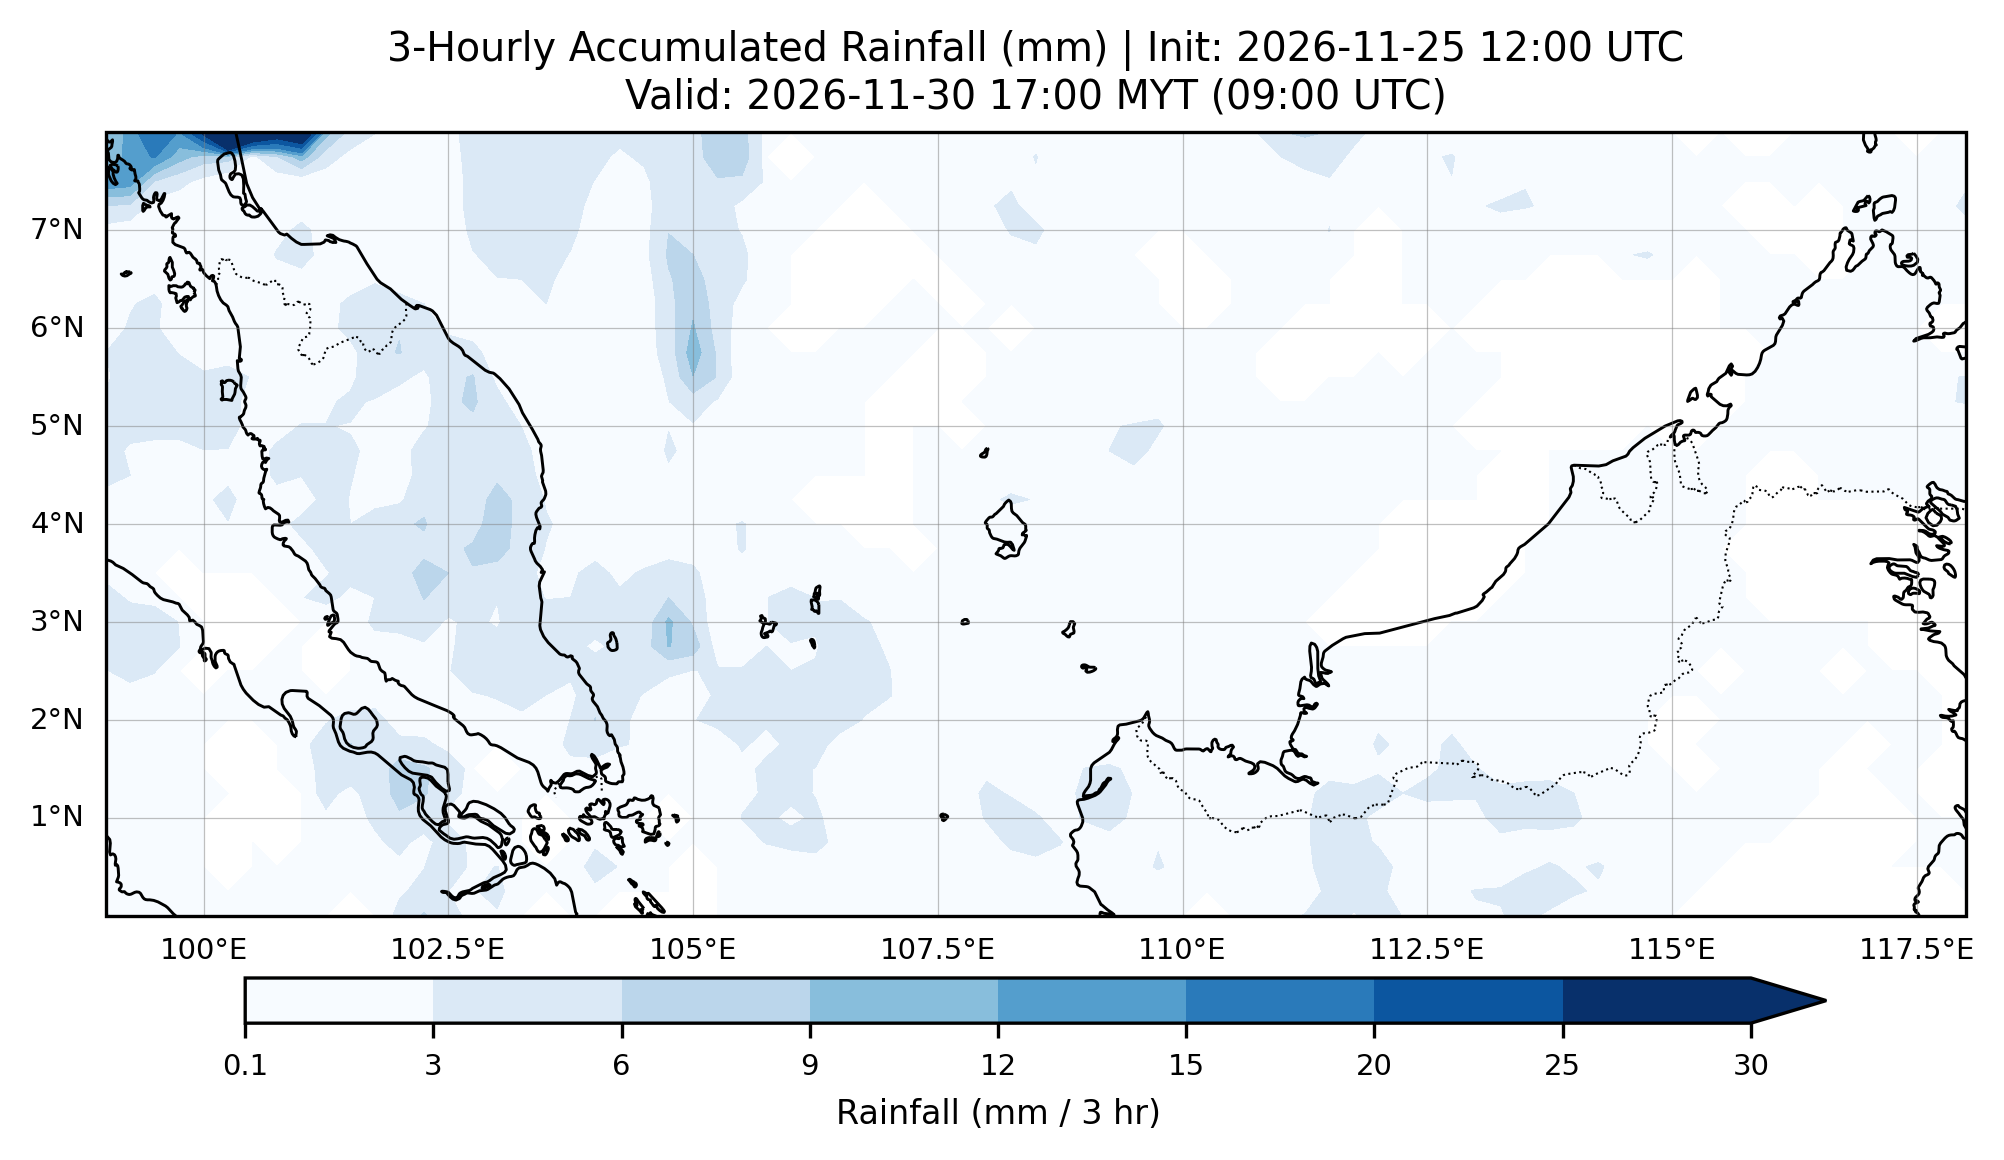 3-Hourly Accumulated Rainfall (mm) | Init: 2026-11-25 12:00 UTC
Valid: 2026-11-30 17:00 MYT (09:00 UTC)
7°N
6°N
5°N
4°N
3°N
2°N
1°N
100°E 102.5°E 105°E 107.5°E 110°E 112.5°E 115°E 117.5°E
0.1 3 6 9 12 15 20 25 30
Rainfall (mm / 3 hr)